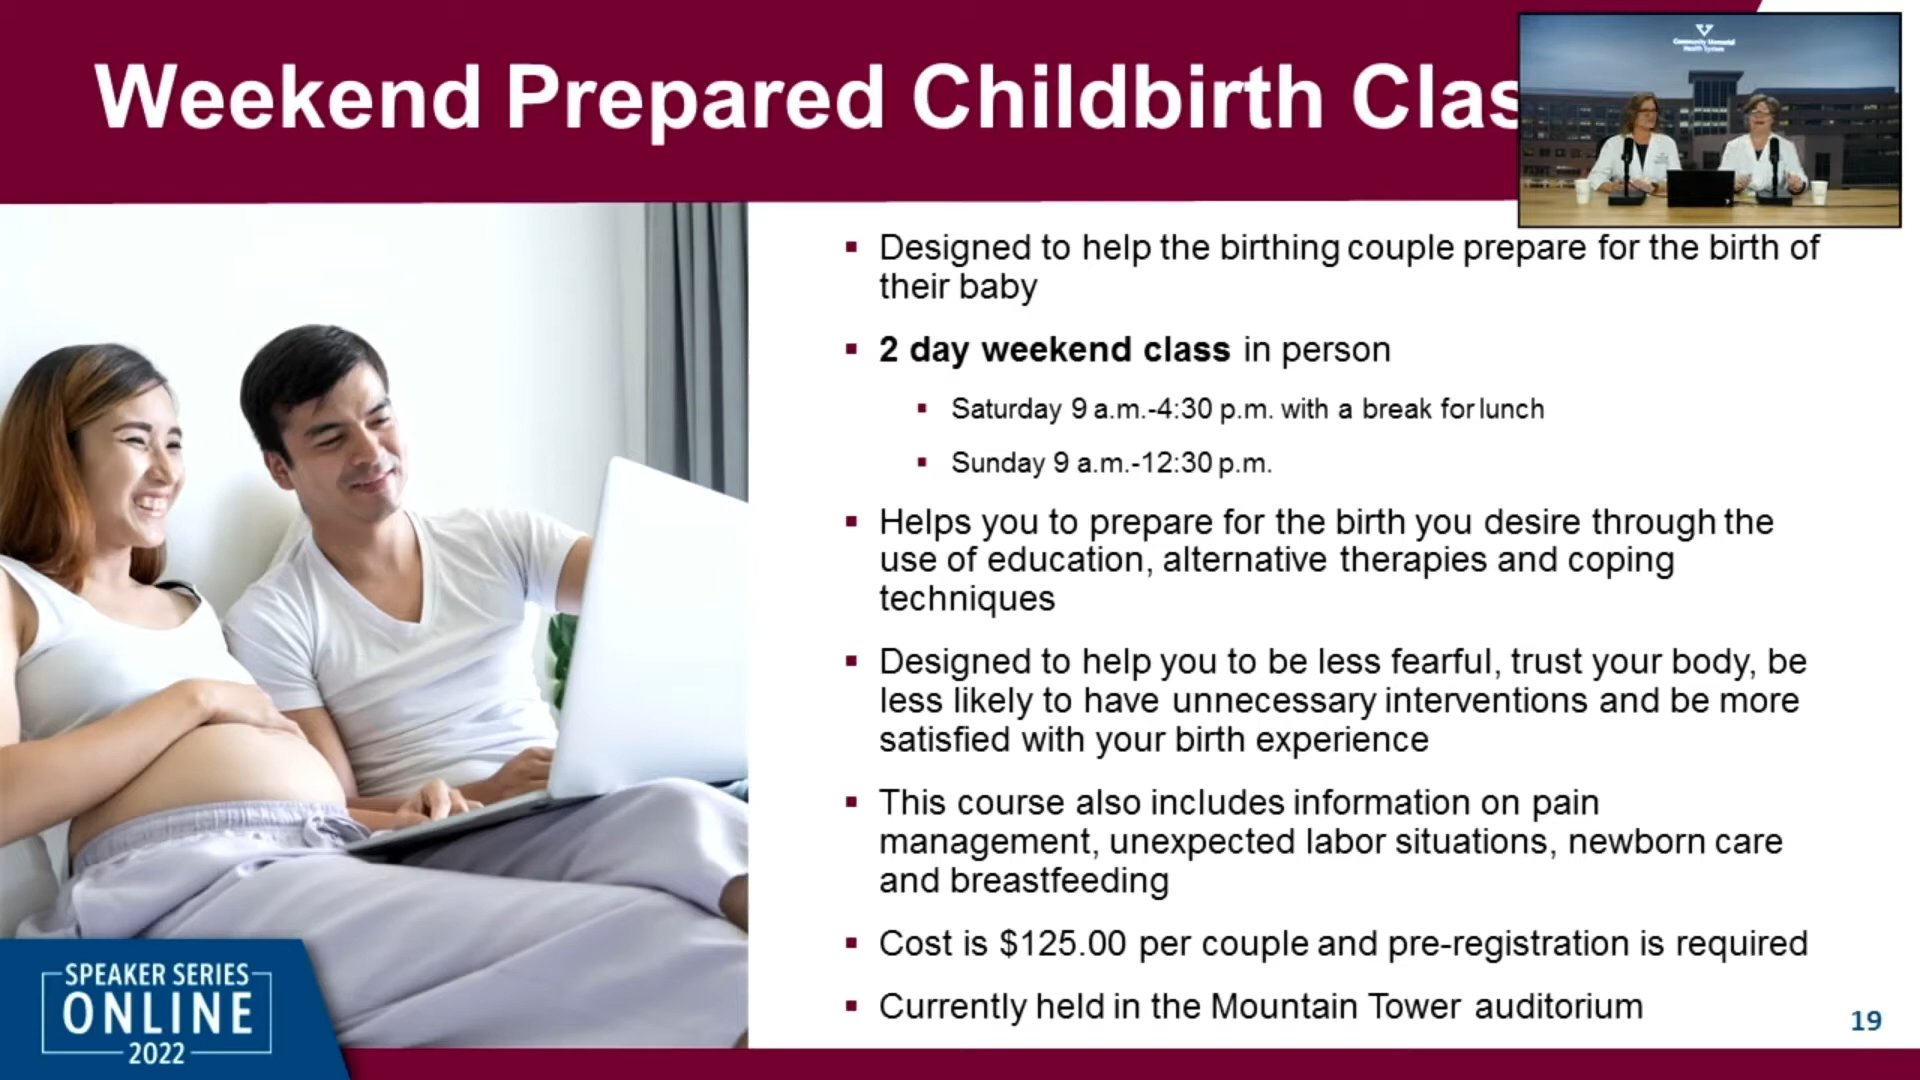 Weekend Prepared Childbirth Clas
Community Memorial
Health System
▪ Designed to help the birthing couple prepare for the birth of
their baby
▪ 2 day weekend class in person
▪ Saturday 9 a.m.-4:30 p.m. with a break for lunch
▪ Sunday 9 a.m.-12:30 p.m.
▪ Helps you to prepare for the birth you desire through the
use of education, alternative therapies and coping
techniques
▪ Designed to help you to be less fearful, trust your body, be
less likely to have unnecessary interventions and be more
satisfied with your birth experience
▪ This course also includes information on pain
management, unexpected labor situations, newborn care
and breastfeeding
▪ Cost is $125.00 per couple and pre-registration is required
▪ Currently held in the Mountain Tower auditorium
SPEAKER SERIES
ONLINE
2022
19